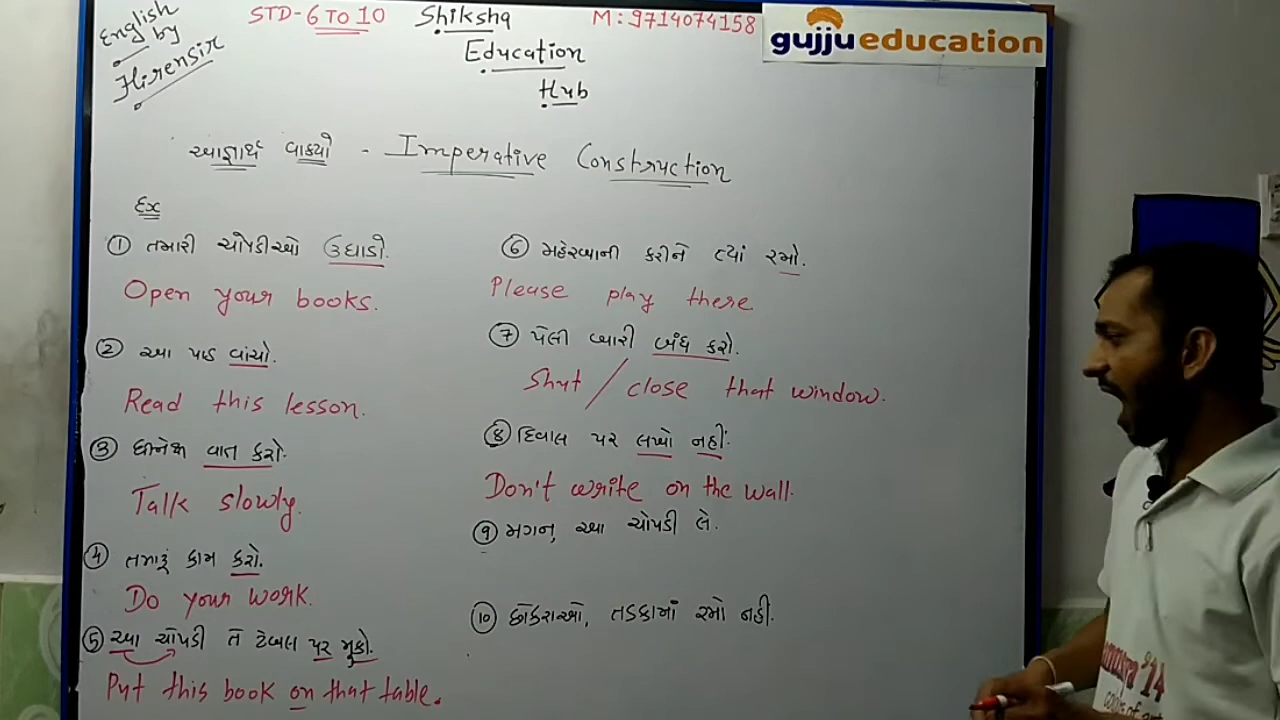 English by Hirensir
STD-6 TO 10
Shiksha
Education
Hub
M:9714074158
gujju education
આજ્ઞાર્થ વાક્યો - Imperative Construction
Ex
① તમારી ચોપડીઓ ઉઘાડો.
Open your books.
② આ પાઠ વાંચો.
Read this lesson.
③ ધીમેથી વાત કરો.
Talk slowly.
④ તમારું કામ કરો.
Do your work.
⑤ આ ચોપડી તે ટેબલ પર મૂકો.
Put this book on that table.
⑥ મહેરબાની કરીને ત્યાં રમો.
Please play there
⑦ પેલી બારી બંધ કરો.
Shut / close that window.
⑧ દિવાલ પર લખો નહીં.
Don't write on the wall.
⑨ મગન, આ ચોપડી લે.
⑩ છોકરાઓ, તડકામાં રમો નહી.
'14